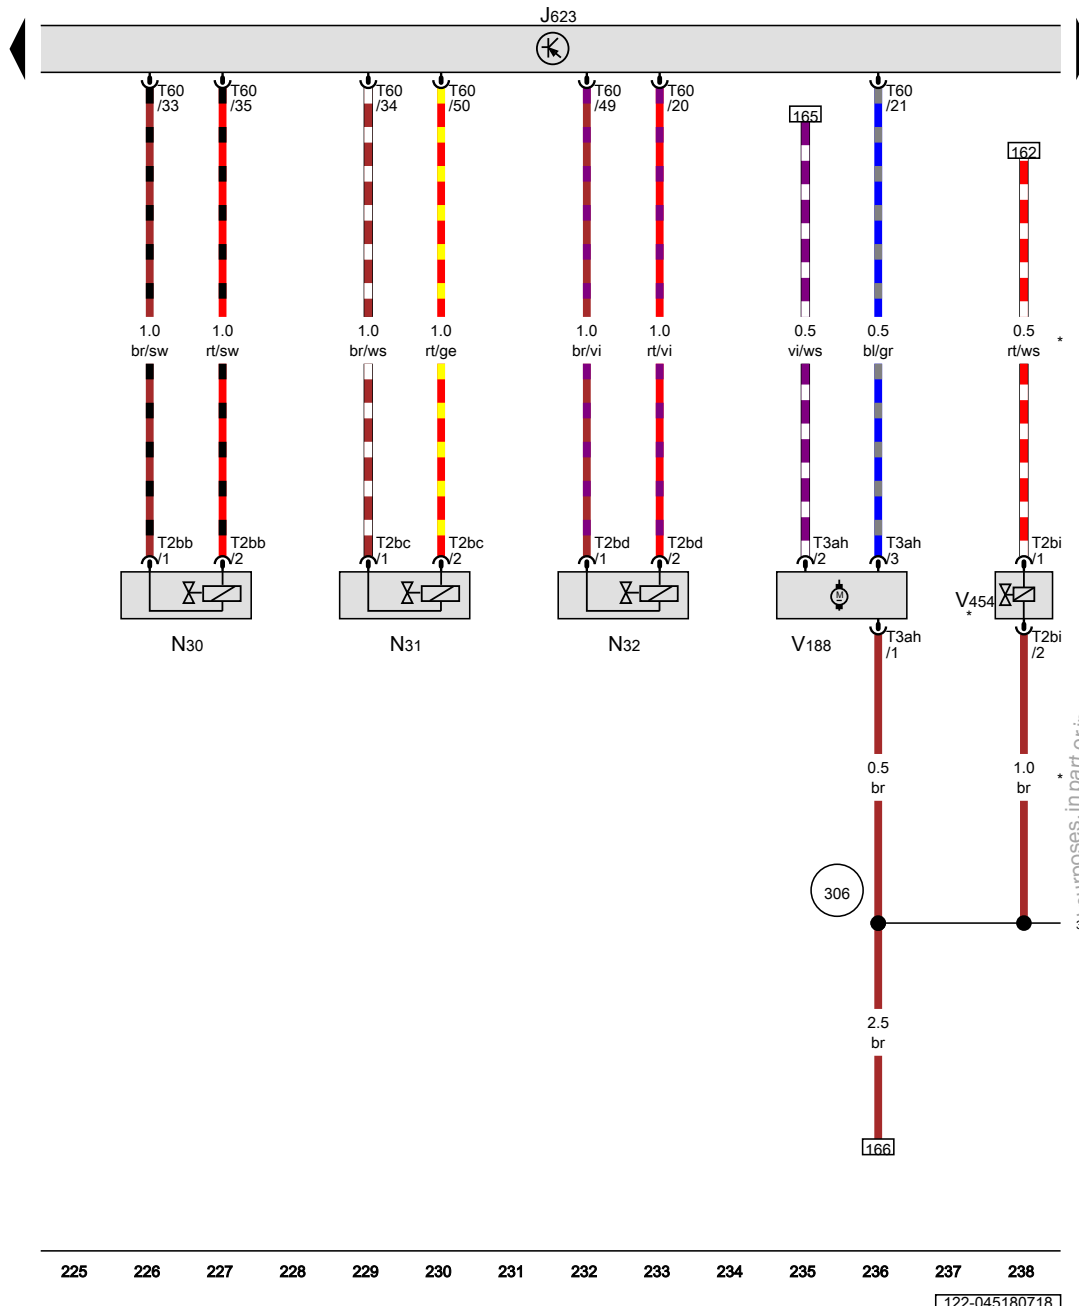 J623
T60 T60 T60 T60 T60 T60 T60
/33 /35 /34 /50 /49 /20 /21
165
162
1.0 1.0 1.0 1.0 1.0 1.0 0.5 0.5 0.5
br/sw rt/sw br/ws rt/ge br/vi rt/vi vi/ws bl/gr rt/ws *
T2bb T2bb T2bc T2bc T2bd T2bd T3ah T3ah T2bi
/1 /2 /1 /2 /1 /2 /2 /3 /1
M
V454
*
N30 N31 N32 V188
T3ah T2bi
/1 /2
0.5 1.0 *
br br
306
2.5
br
166
purposes, in part or in
225 226 227 228 229 230 231 232 233 234 235 236 237 238
122-045180718